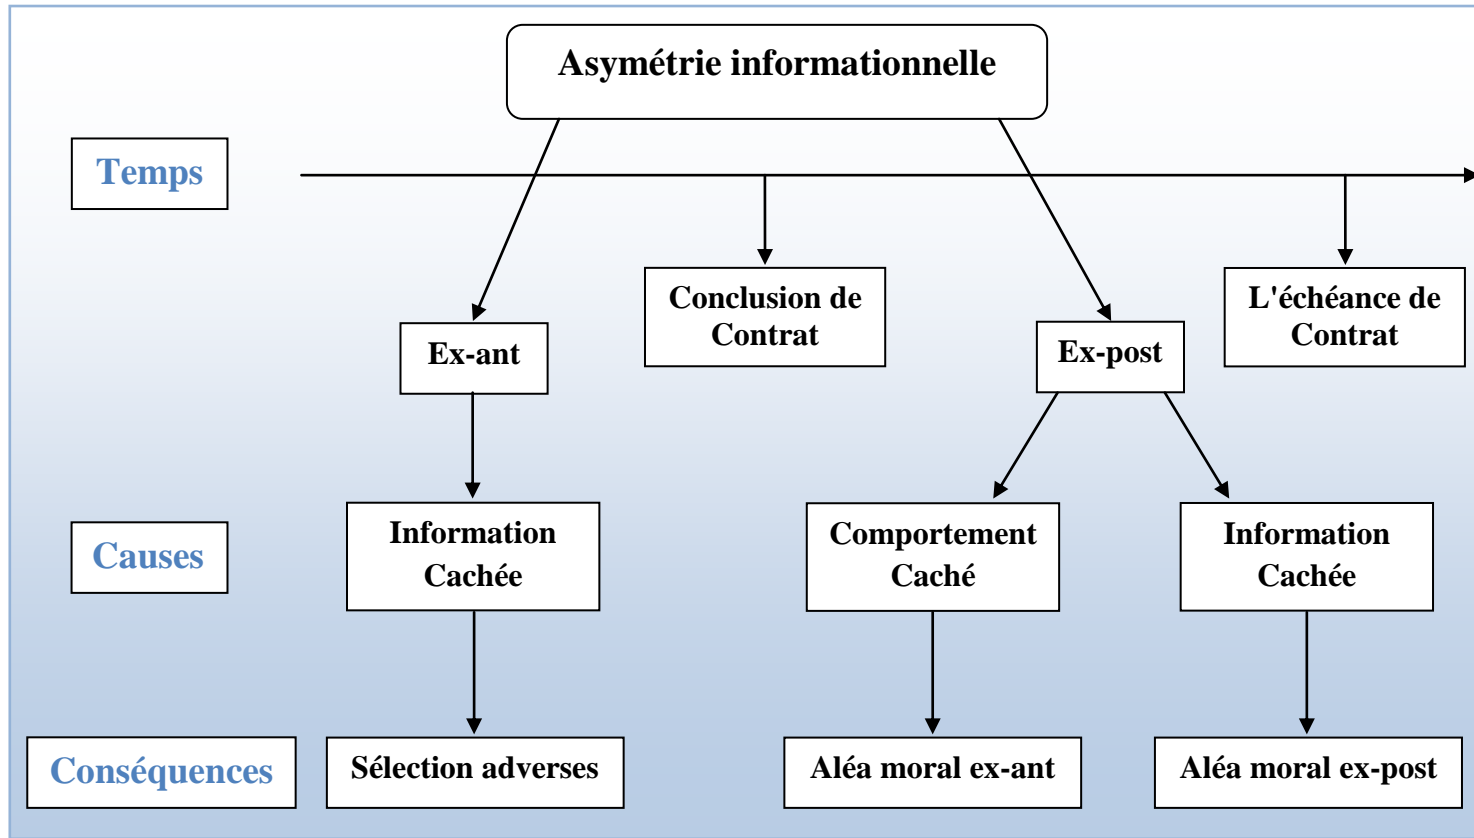 Asymétrie informationnelle
Temps
Conclusion de
Contrat
L'échéance de
Contrat
Ex-ant
Ex-post
Causes
Information
Cachée
Comportement
Caché
Information
Cachée
Conséquences
Sélection adverses
Aléa moral ex-ant
Aléa moral ex-post